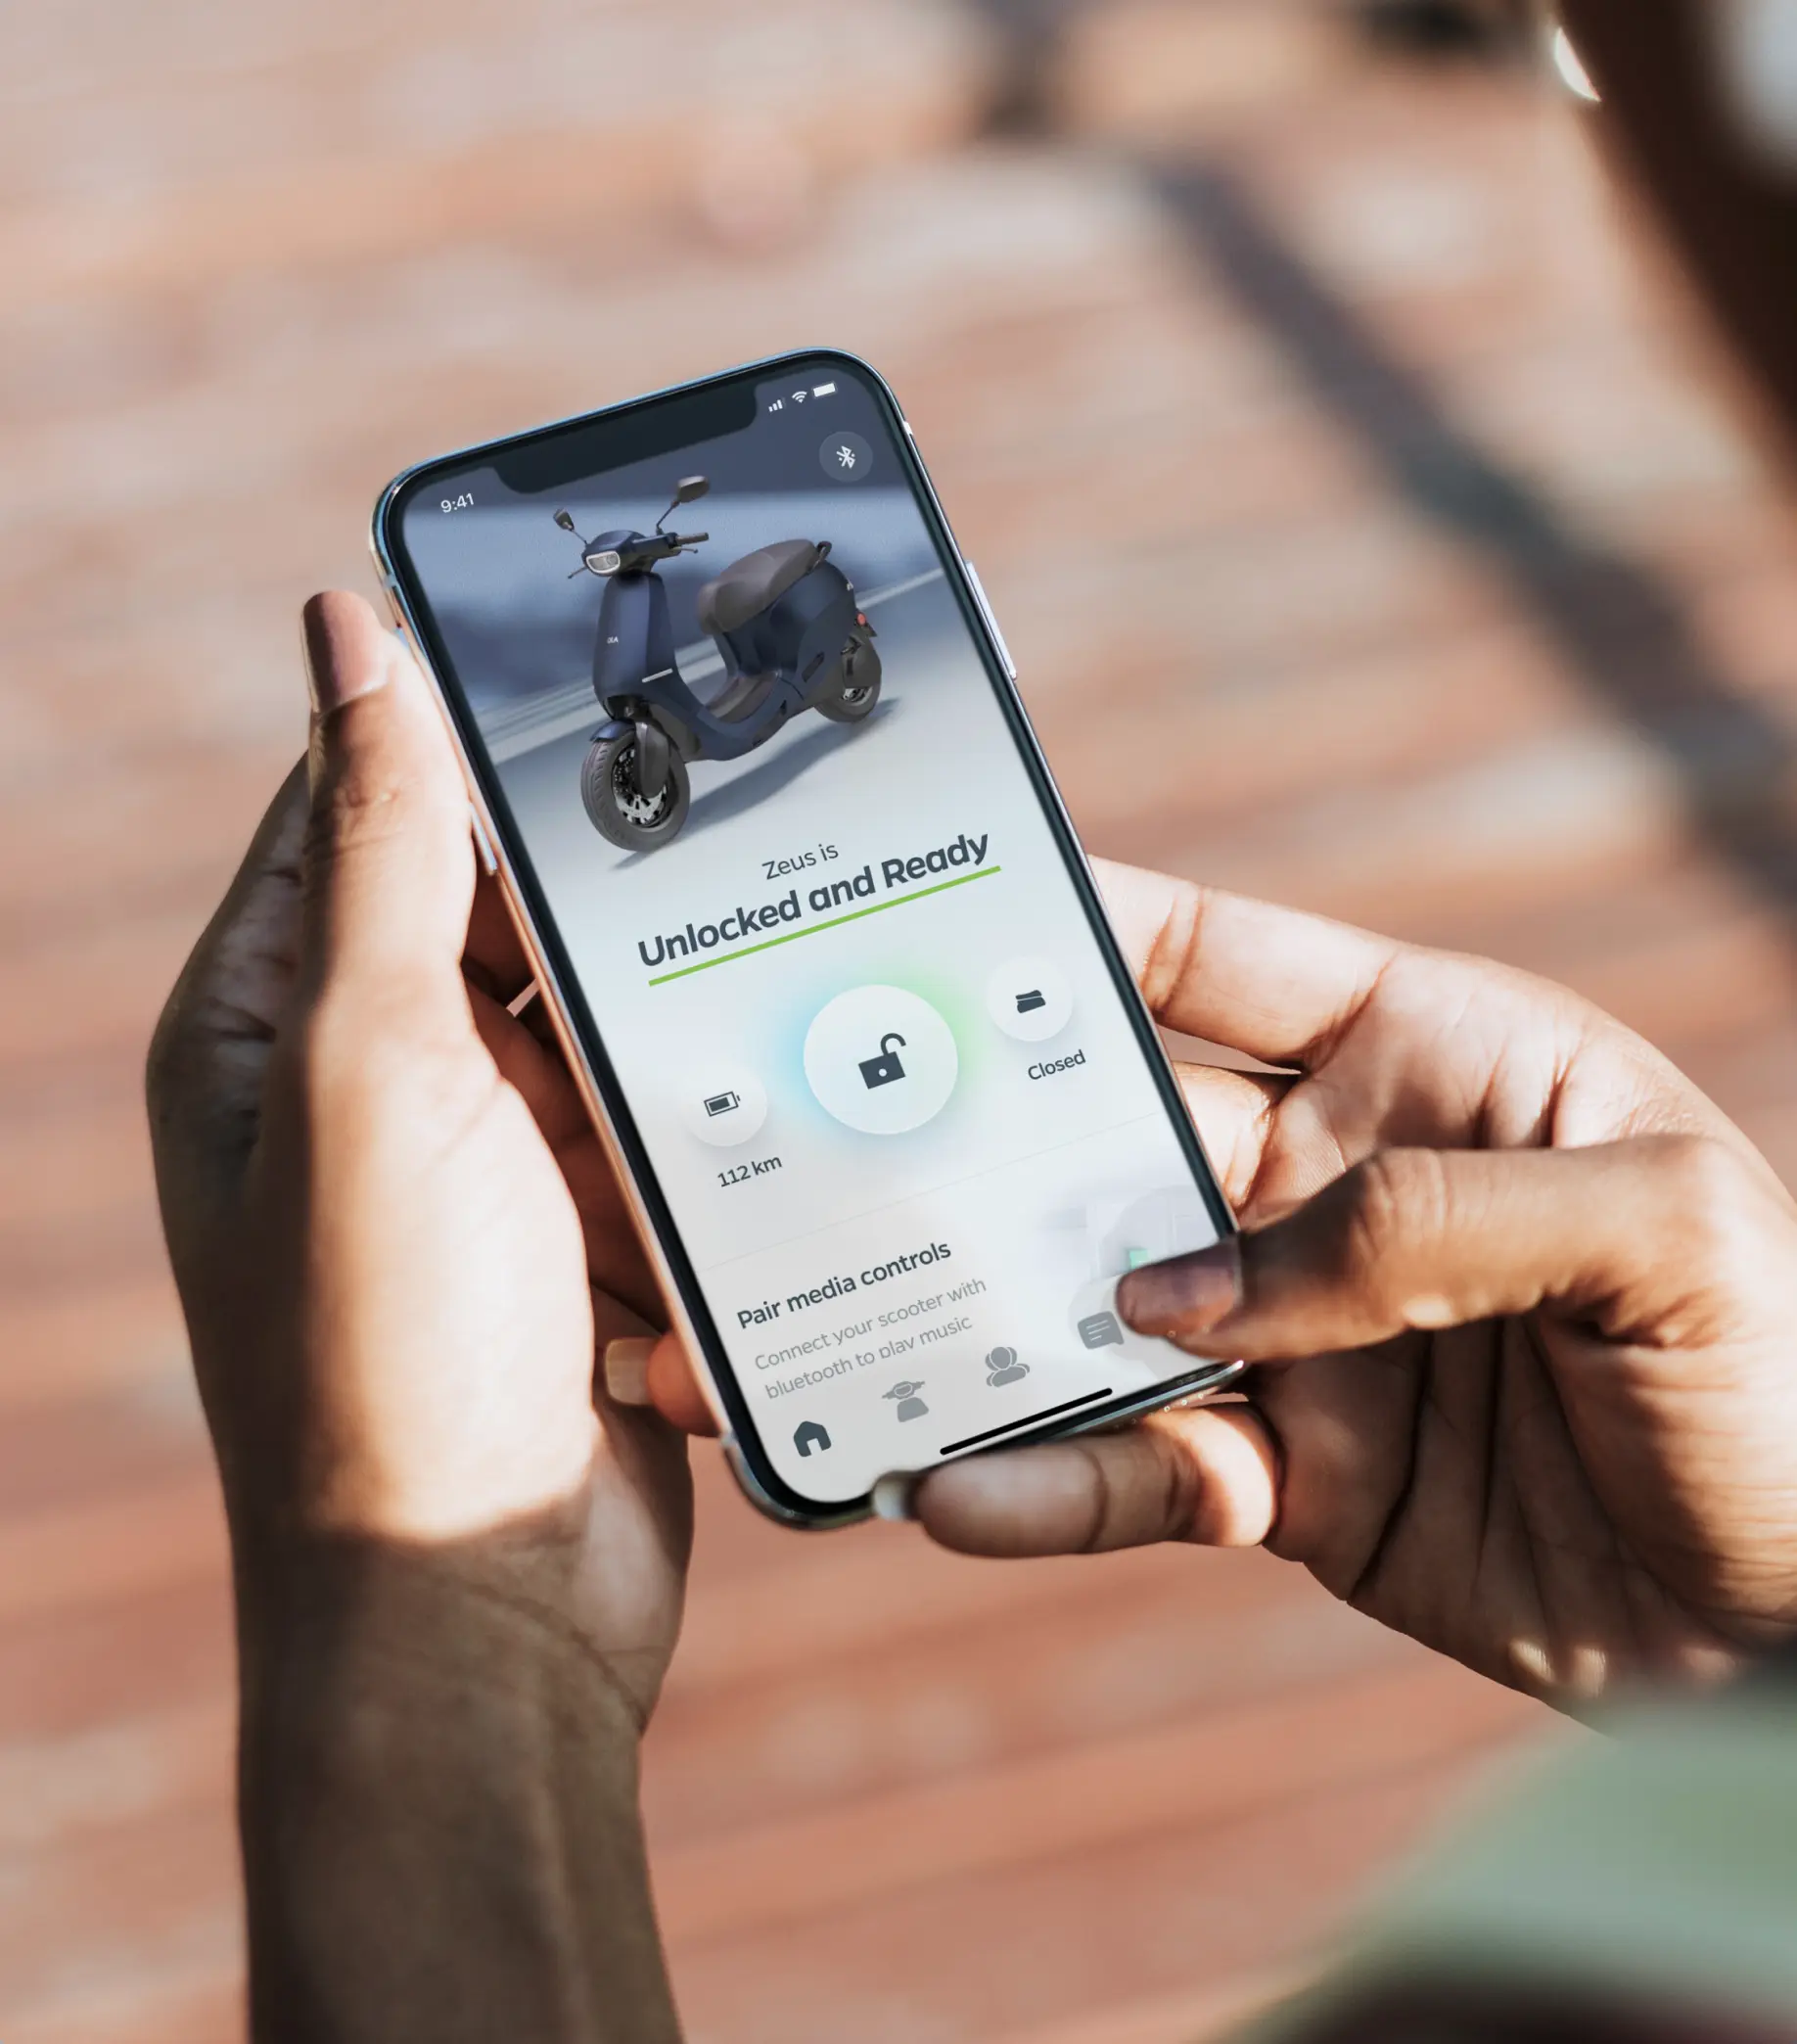 9:41
Zeus is
Unlocked and Ready
112 km
Closed
Pair media controls
Connect your scooter with
bluetooth to play music